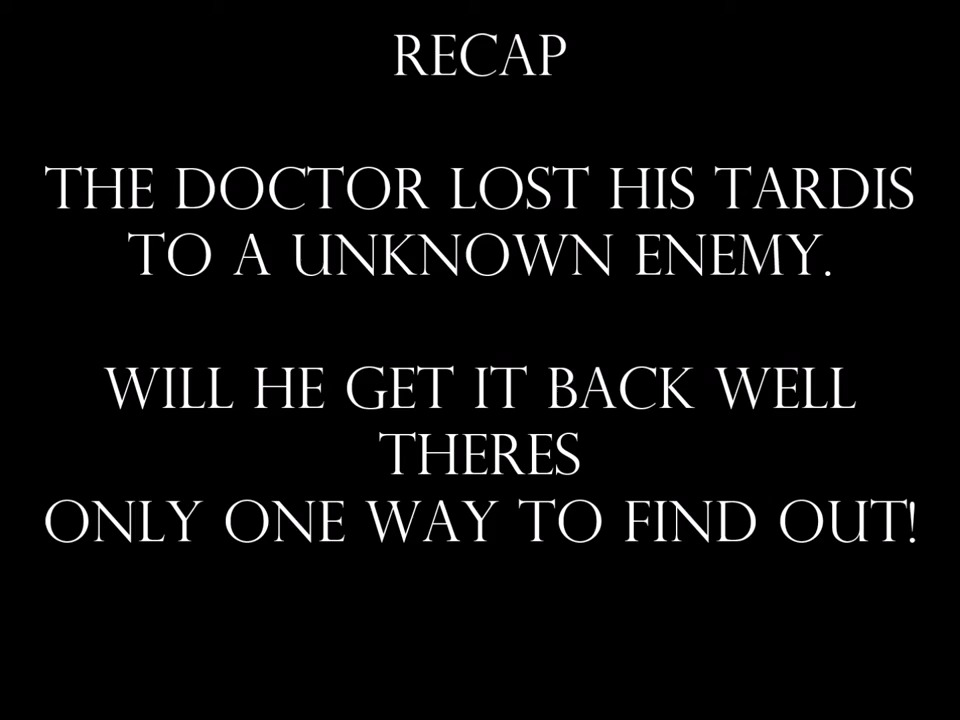 RECAP
THE DOCTOR LOST HIS TARDIS
TO A UNKNOWN ENEMY.
WILL HE GET IT BACK WELL
THERES
ONLY ONE WAY TO FIND OUT!